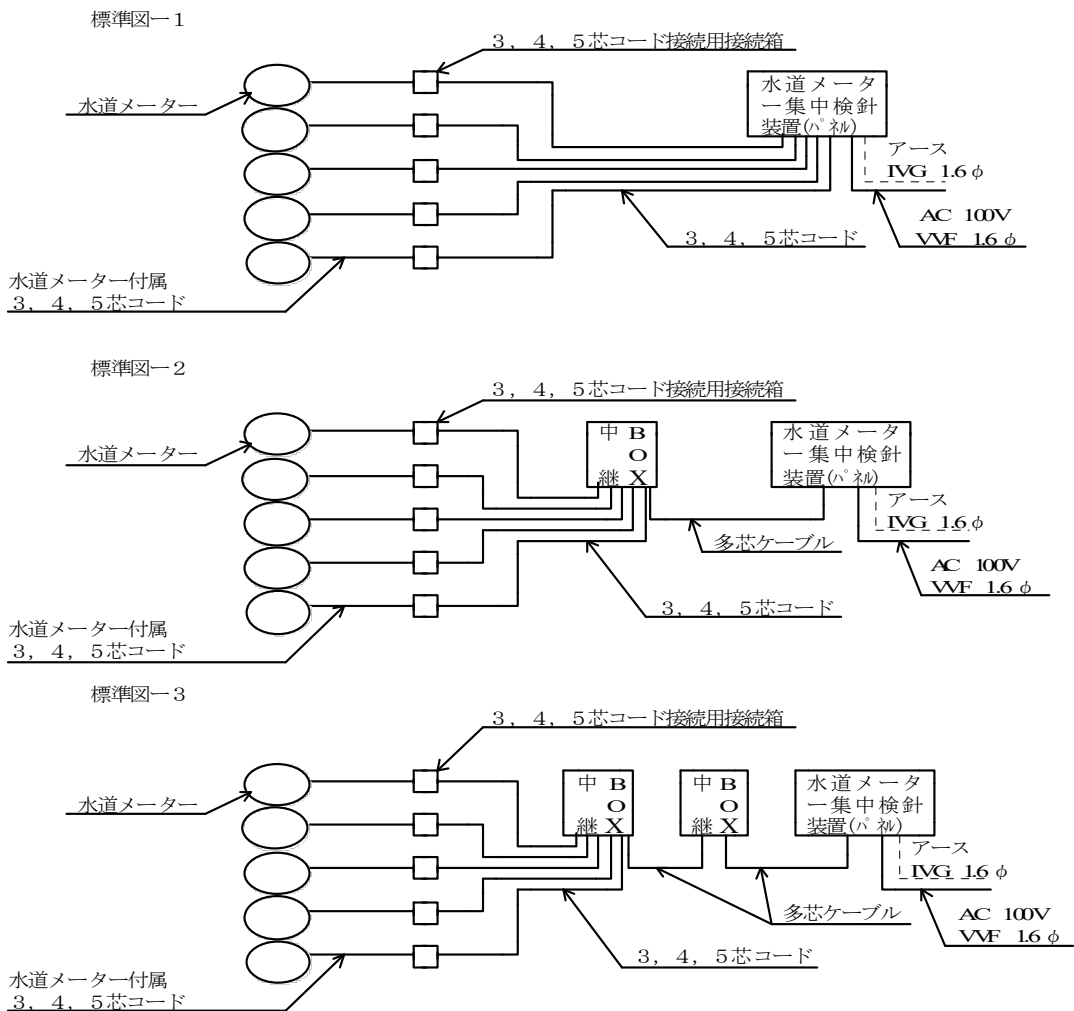 標準図ー1
3,4,5芯コード接続用接続箱
水道メーター
水道メータ
ー集中検針
装置(パネル)
アース
IVG 1.6φ
AC 100V
VVF 1.6φ
3,4,5芯コード
水道メーター付属
3,4,5芯コード
標準図ー2
3,4,5芯コード接続用接続箱
水道メーター
中継
BOX
水道メータ
ー集中検針
装置(パネル)
アース
IVG 1.6φ
多芯ケーブル
AC 100V
VVF 1.6φ
3,4,5芯コード
水道メーター付属
3,4,5芯コード
標準図ー3
3,4,5芯コード接続用接続箱
水道メーター
中継
BOX
中継
BOX
水道メータ
ー集中検針
装置(パネル)
アース
IVG 1.6φ
多芯ケーブル
AC 100V
VVF 1.6φ
3,4,5芯コード
水道メーター付属
3,4,5芯コード